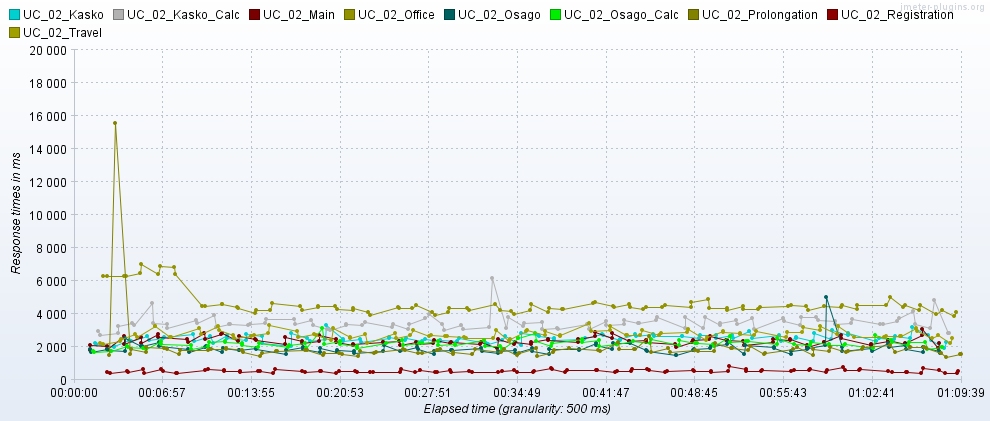 jmeter-plugins.org
UC_02_Kasko UC_02_Kasko_Calc UC_02_Main UC_02_Office UC_02_Osago UC_02_Osago_Calc UC_02_Prolongation UC_02_Registration
UC_02_Travel
20 000
18 000
16 000
14 000
12 000
10 000
8 000
6 000
4 000
2 000
0
Response times in ms
00:00:00 00:06:57 00:13:55 00:20:53 00:27:51 00:34:49 00:41:47 00:48:45 00:55:43 01:02:41 01:09:39
Elapsed time (granularity: 500 ms)